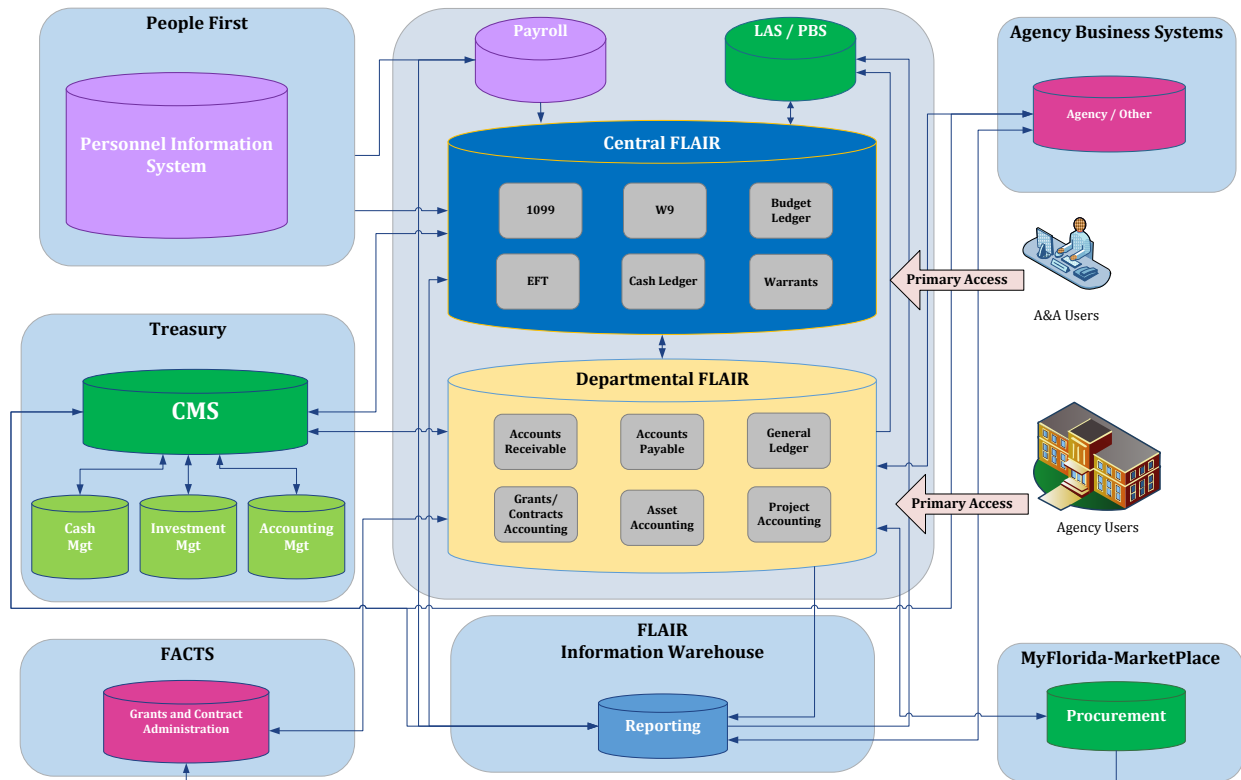 People First
Personnel Information
System
Payroll
LAS / PBS
Agency Business Systems
Agency / Other
Central FLAIR
1099
W9
Budget
Ledger
EFT
Cash Ledger
Warrants
Primary Access
A&A Users
Treasury
CMS
Cash
Mgt
Investment
Mgt
Accounting
Mgt
Departmental FLAIR
Accounts
Receivable
Accounts
Payable
General
Ledger
Grants/
Contracts
Accounting
Asset
Accounting
Project
Accounting
Primary Access
Agency Users
FACTS
Grants and Contract
Administration
FLAIR
Information Warehouse
Reporting
MyFlorida-MarketPlace
Procurement